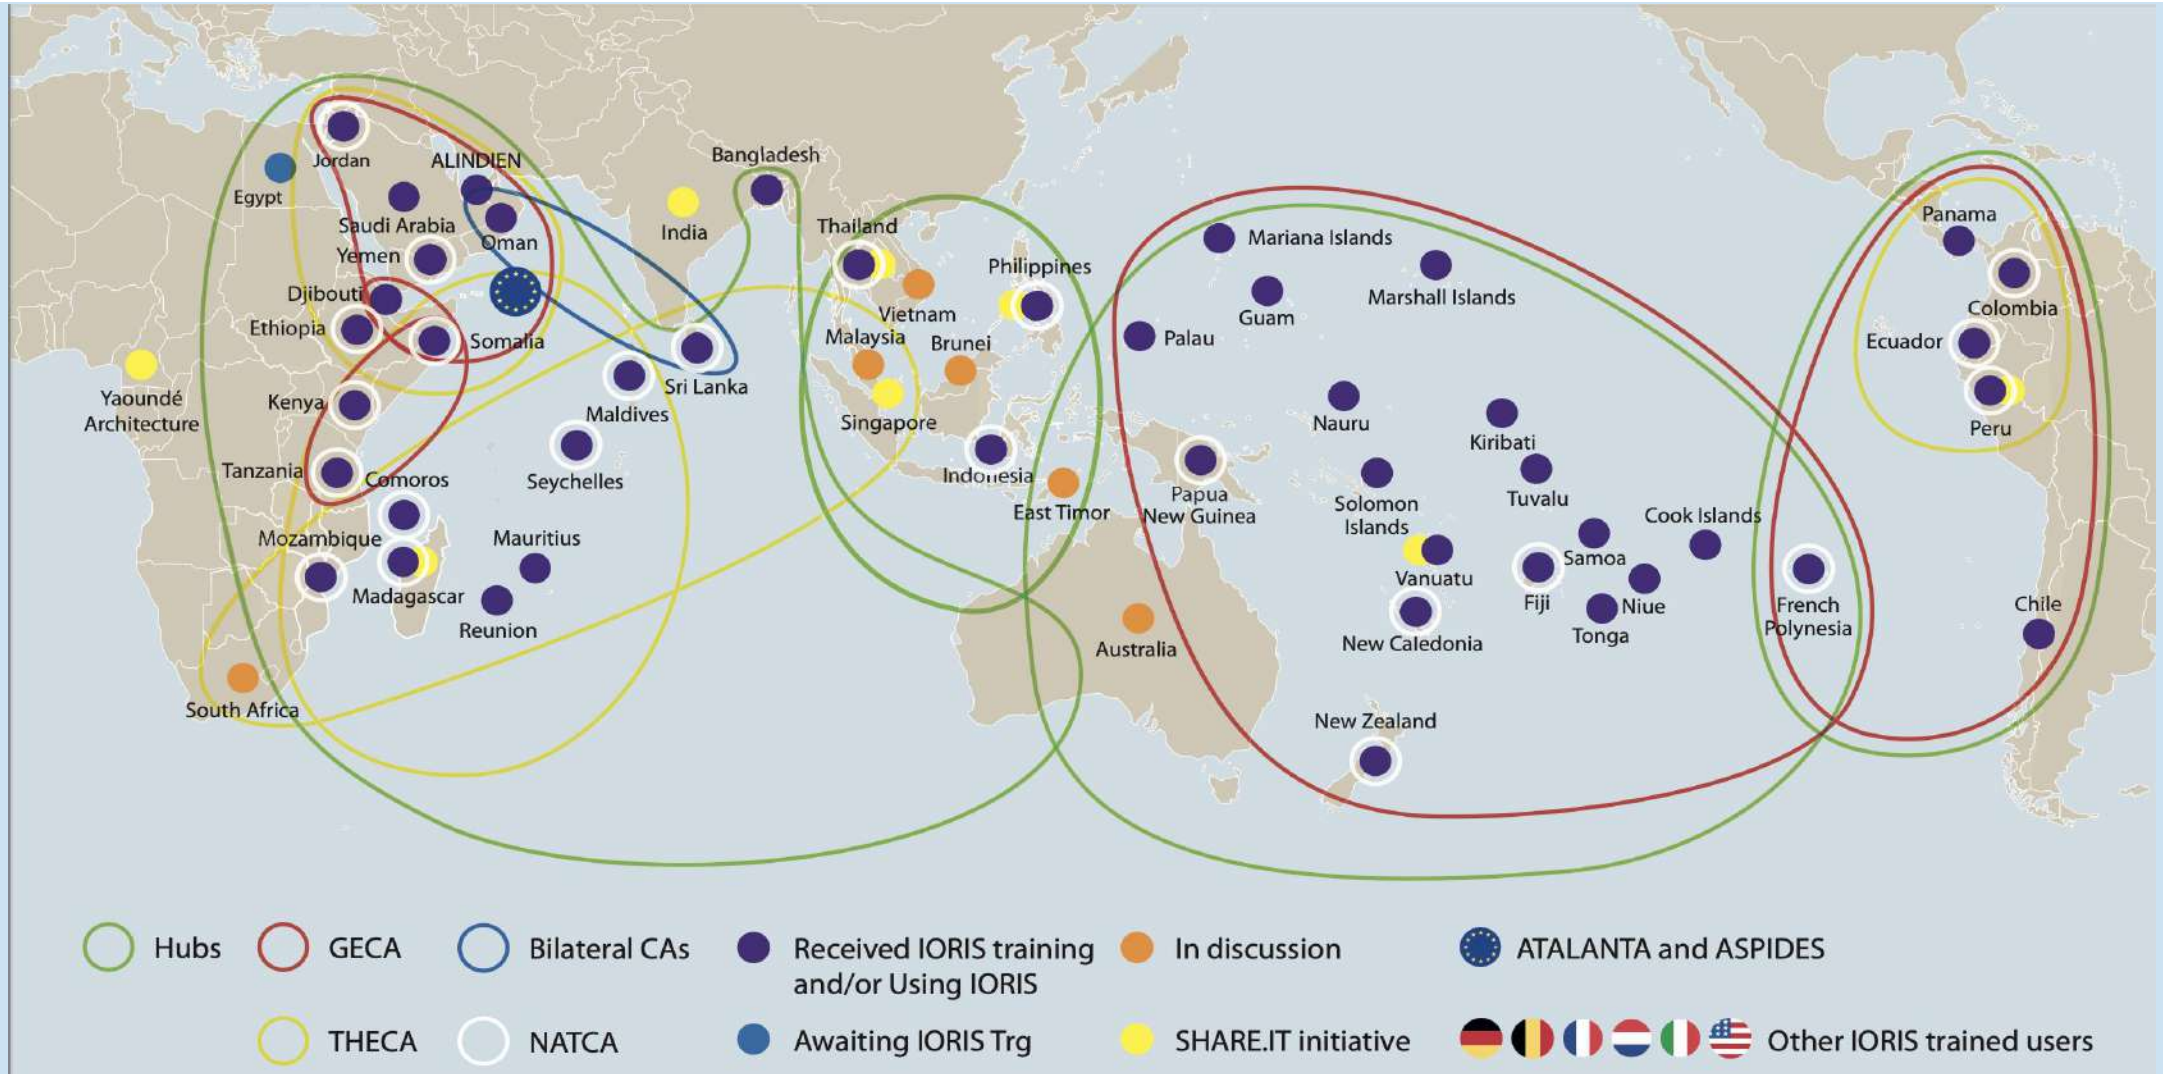 Jordan
ALINDIEN
Egypt
Saudi Arabia
Oman
Yemen
Djibouti
Ethiopia
Somalia
Kenya
Tanzania
Comoros
Mozambique
Madagascar
Mauritius
Reunion
South Africa
Yaoundé
Architecture
Seychelles
Maldives
Sri Lanka
India
Bangladesh
Thailand
Vietnam
Malaysia
Brunei
Singapore
Philippines
Indonesia
East Timor
Australia
Mariana Islands
Guam
Marshall Islands
Palau
Nauru
Kiribati
Papua
New Guinea
Solomon
Islands
Tuvalu
Vanuatu
New Caledonia
Samoa
Cook Islands
Fiji
Niue
Tonga
New Zealand
French
Polynesia
Panama
Colombia
Ecuador
Peru
Chile
Hubs
GECA
Bilateral CAs
Received IORIS training
and/or Using IORIS
In discussion
ATALANTA and ASPIDES
THECA
NATCA
Awaiting IORIS Trg
SHARE.IT initiative
Other IORIS trained users